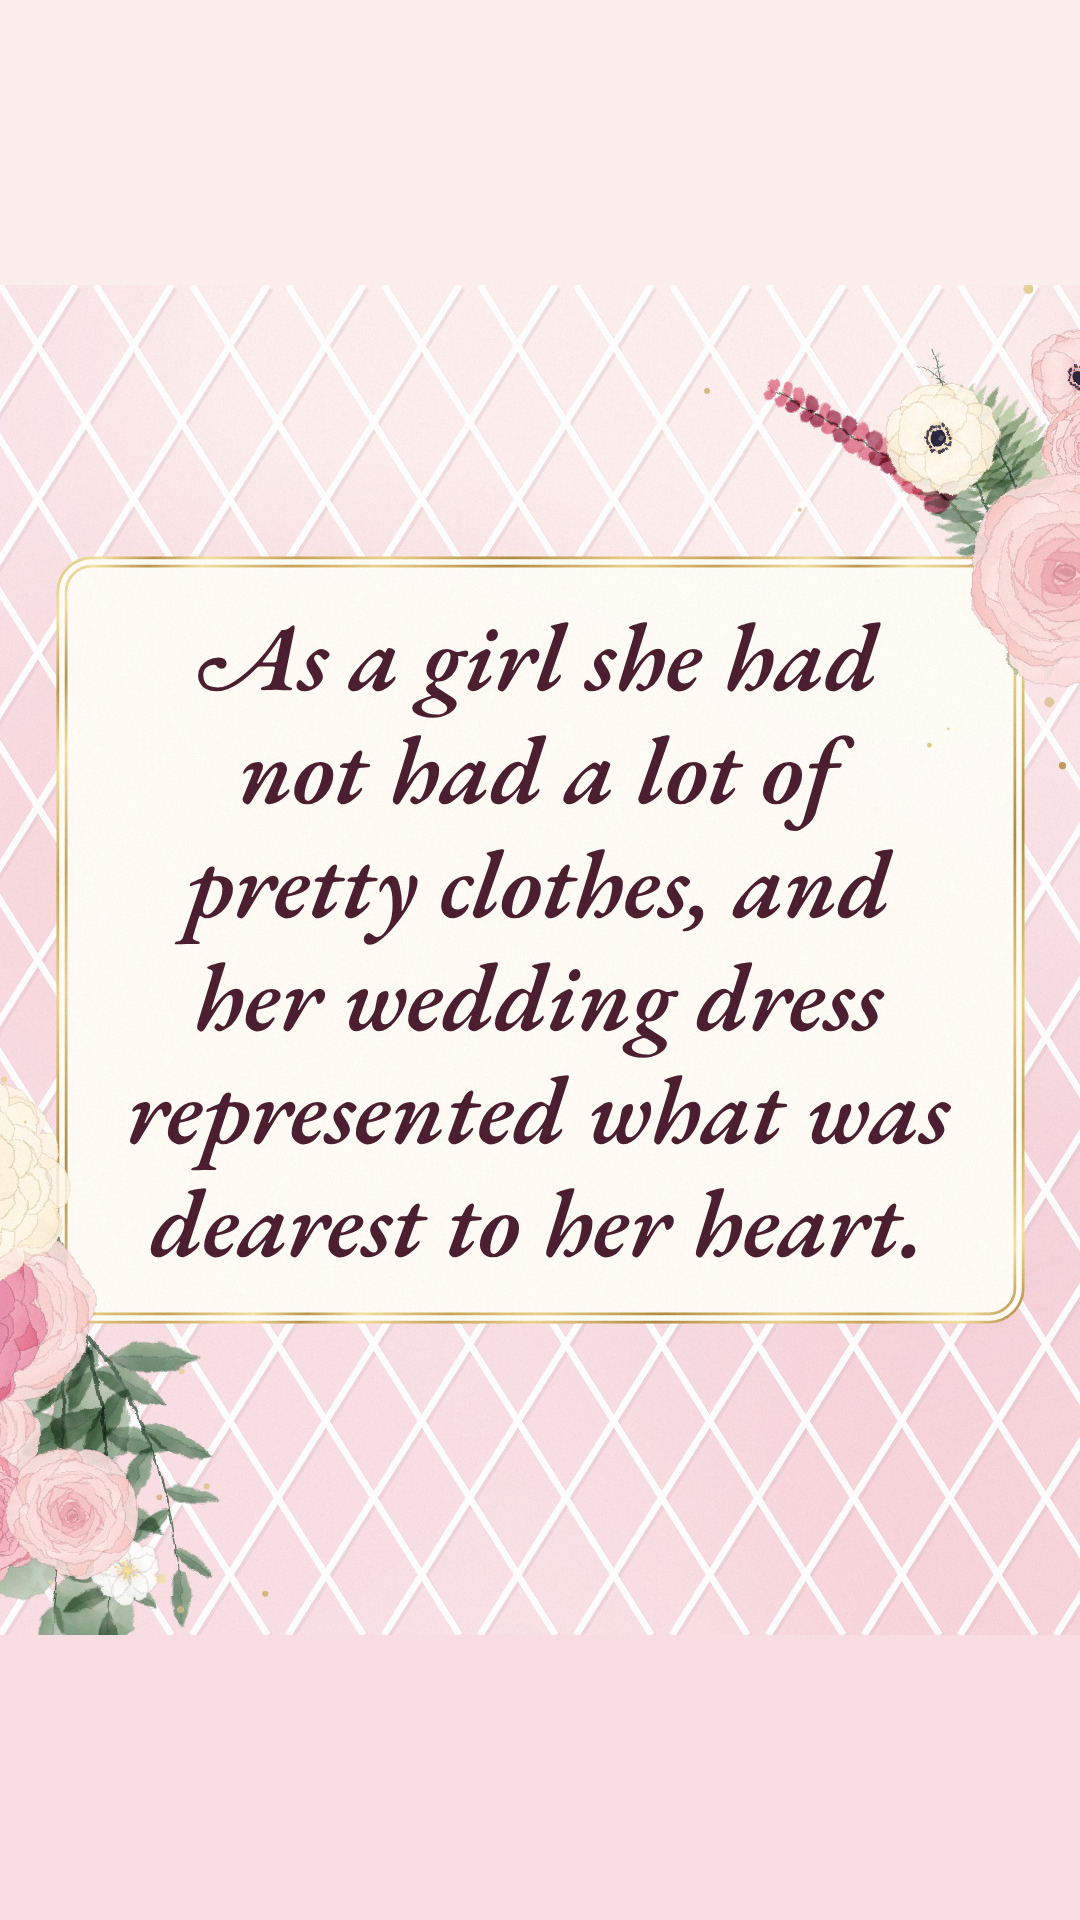 As a girl she had
not had a lot of
pretty clothes, and
her wedding dress
represented what was
dearest to her heart.